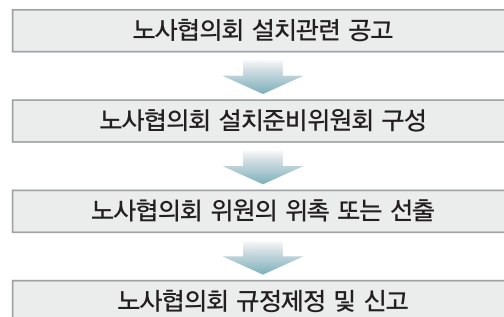 노사협의회 설치관련 공고
노사협의회 설치준비위원회 구성
노사협의회 위원의 위촉 또는 선출
노사협의회 규정제정 및 신고